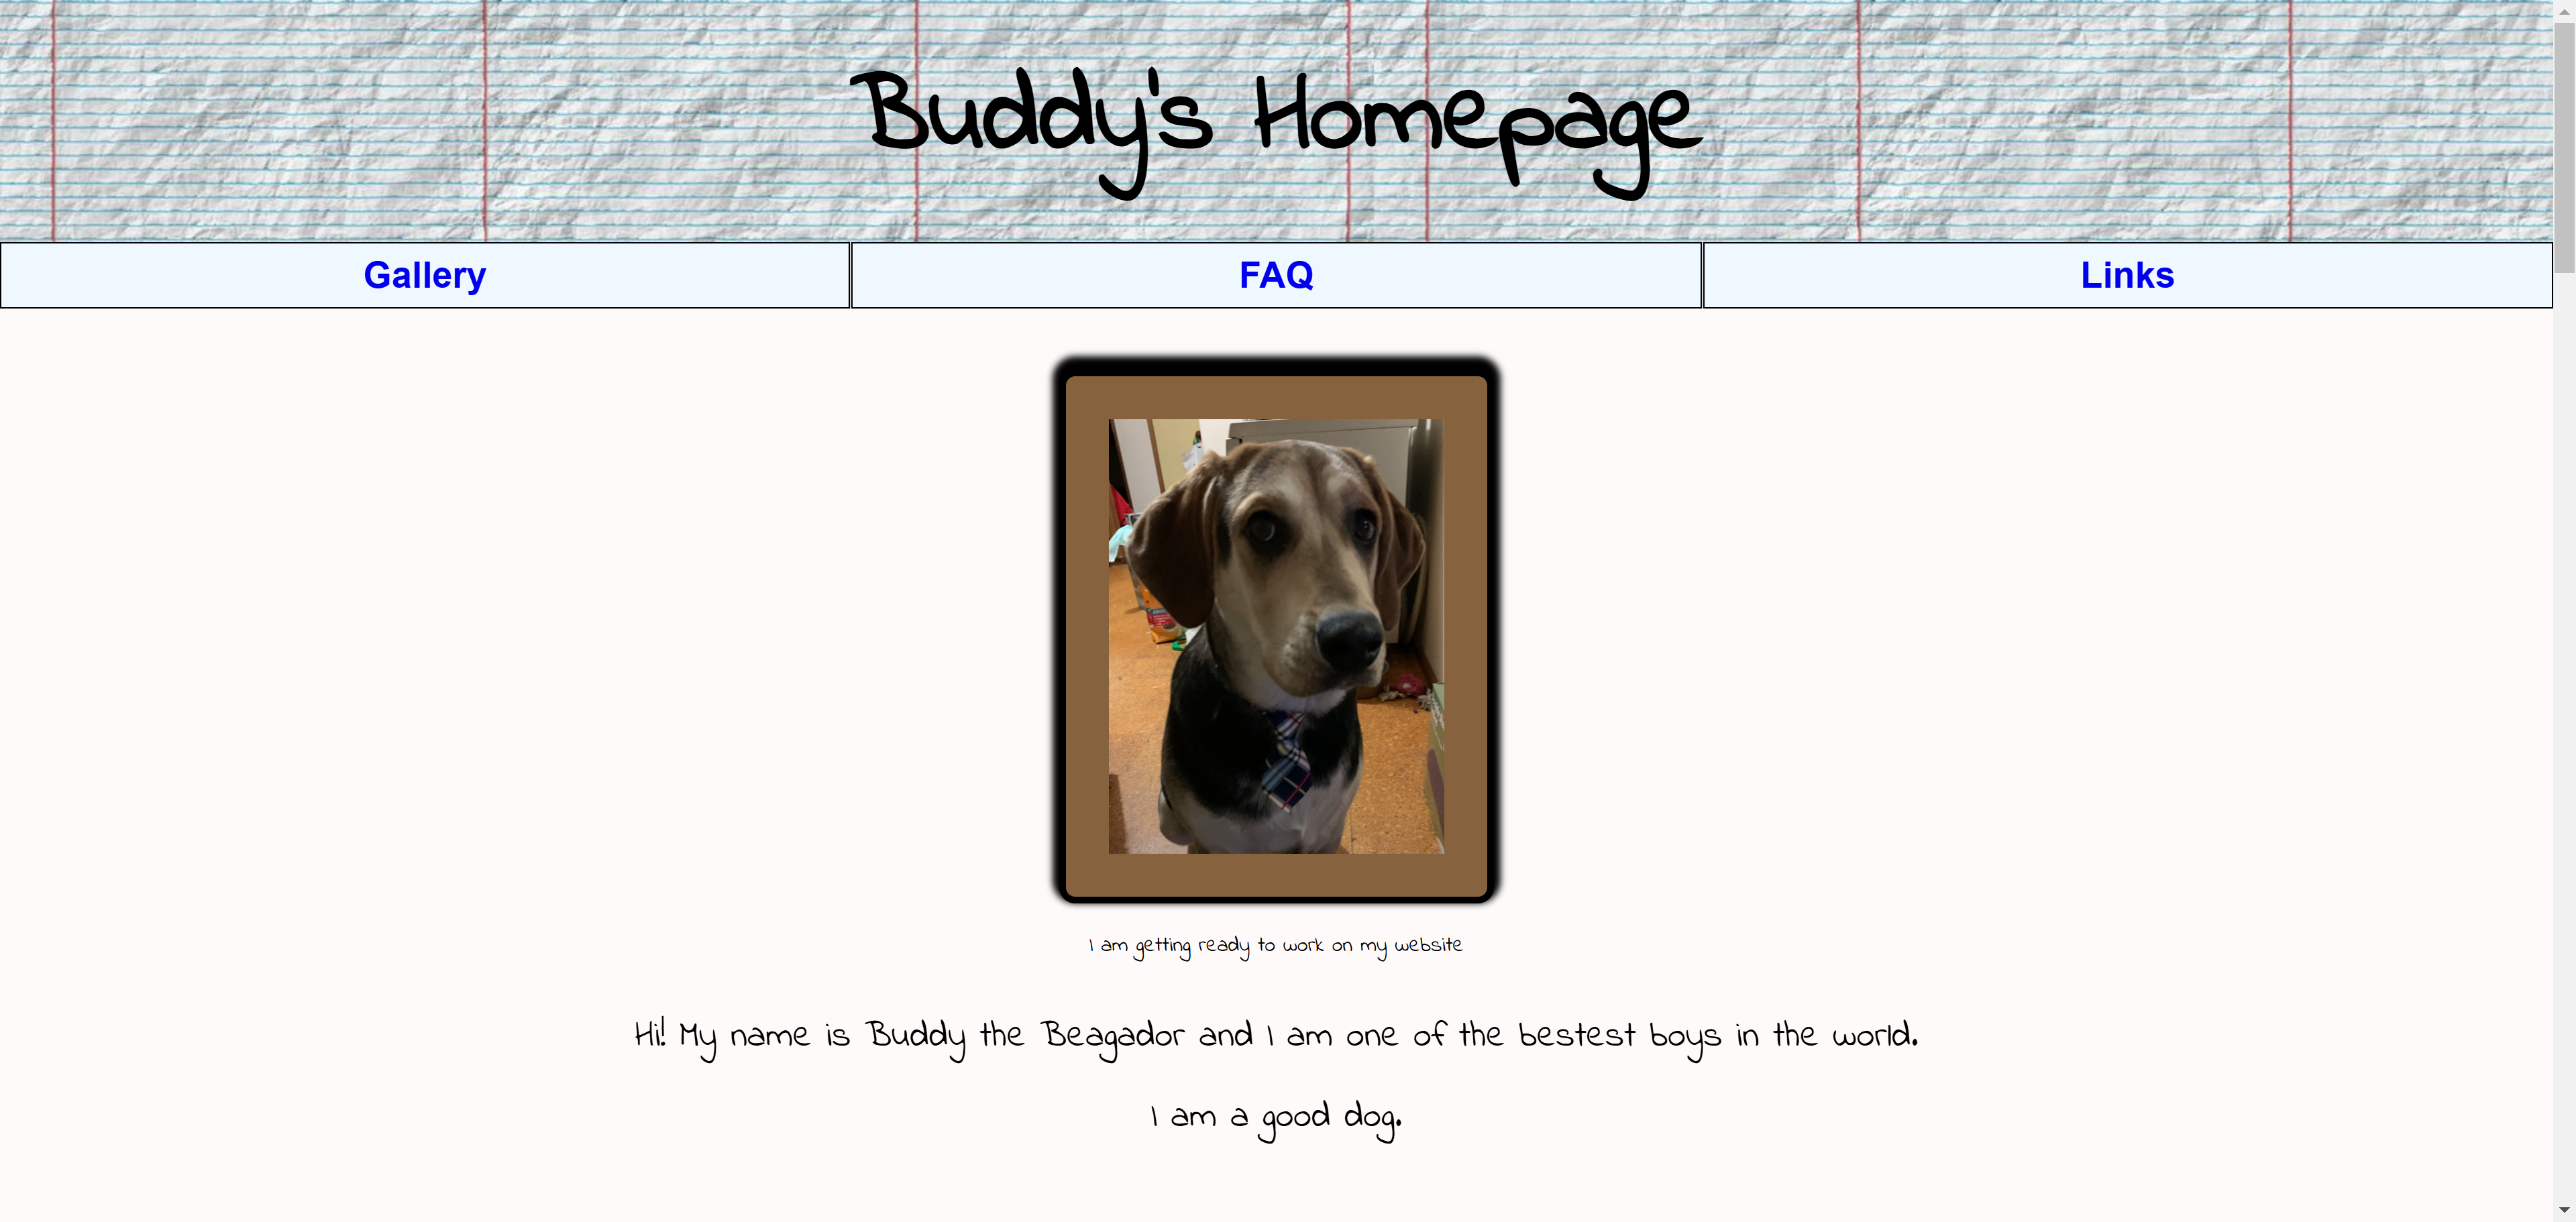 Buddy's Homepage
Gallery
FAQ
Links
I am getting ready to work on my website
Hi! My name is Buddy the Beagador and I am one of the bestest boys in the world.
I am a good dog.